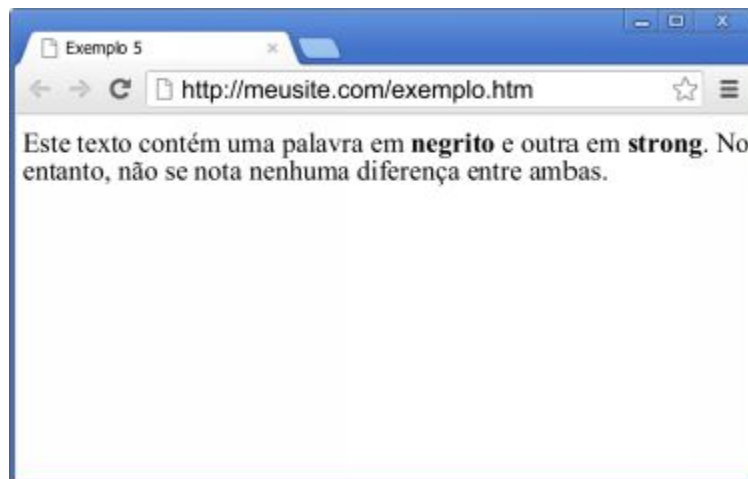 Exemplo 5
http://meusite.com/exemplo.htm
Este texto contém uma palavra em negrito e outra em strong. No
entanto, não se nota nenhuma diferença entre ambas.